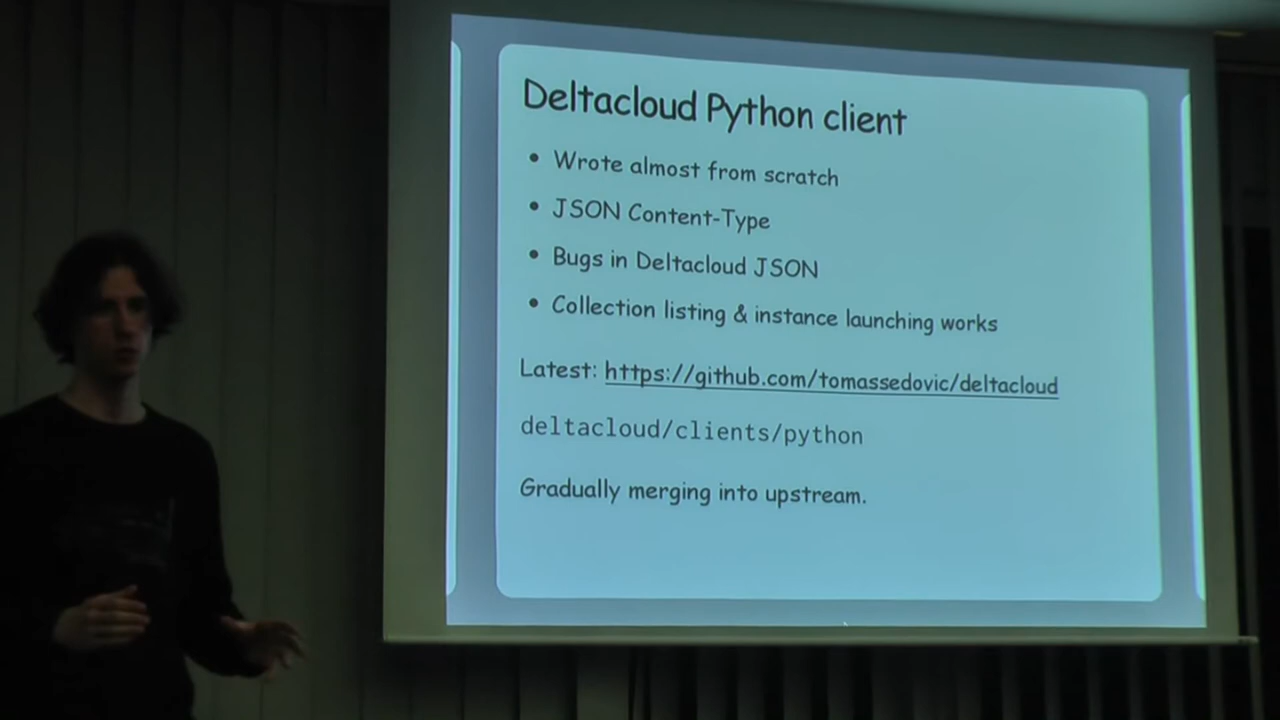 Deltacloud Python client
• Wrote almost from scratch
• JSON Content-Type
• Bugs in Deltacloud JSON
• Collection listing & instance launching works
Latest: https://github.com/tomassedovic/deltacloud
deltacloud/clients/python
Gradually merging into upstream.